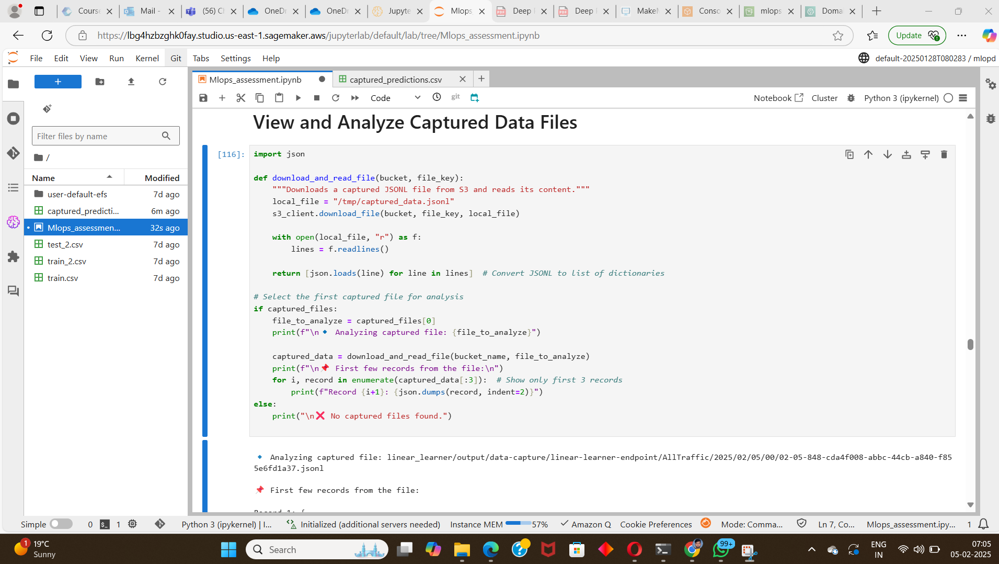 Course
Mail -
(56) Ch
OneDr
OneDr
Jupyte
Mlops
Deep
Deep
MakeM
Conso
mlops
Doma
https://lbg4hzbzghk0fay.studio.us-east-1.sagemaker.aws/jupyterlab/default/lab/tree/Mlops_assessment.ipynb
Update
File Edit View Run Kernel Git Tabs Settings Help
default-20250128T080283 / mlopd
Mlops_assessment.ipynb
captured_predictions.csv
Code
git
Notebook
Cluster
Python 3 (ipykernel)
Filter files by name
/
Name Modified
user-default-efs 7d ago
captured_predicti... 6m ago
Mlops_assessmen... 32s ago
test_2.csv 7d ago
train_2.csv 7d ago
train.csv 7d ago
View and Analyze Captured Data Files
[116]:
import json
def download_and_read_file(bucket, file_key):
"""Downloads a captured JSONL file from S3 and reads its content."""
local_file = "/tmp/captured_data.jsonl"
s3_client.download_file(bucket, file_key, local_file)
with open(local_file, "r") as f:
lines = f.readlines()
return [json.loads(line) for line in lines]  # Convert JSONL to list of dictionaries
# Select the first captured file for analysis
if captured_files:
file_to_analyze = captured_files[0]
print(f"\n🔹 Analyzing captured file: {file_to_analyze}")
captured_data = download_and_read_file(bucket_name, file_to_analyze)
print(f"\n📌 First few records from the file:\n")
for i, record in enumerate(captured_data[:3]):  # Show only first 3 records
print(f"Record {i+1}: {json.dumps(record, indent=2)}")
else:
print("\n❌ No captured files found.")
🔹 Analyzing captured file: linear_learner/output/data-capture/linear-learner-endpoint/AllTraffic/2025/02/05/00/02-05-848-cda4f008-abbc-44cb-a840-f85
5e6fd1a37.jsonl
📌 First few records from the file:
Record 1: {
Simple 0 $_ 1 Python 3 (ipykernel) | I... Initialized (additional servers needed) Instance MEM 57% Amazon Q Cookie Preferences Mode: Comma... Ln 7, Co... Mlops_assessment.ipy... 1
1
19°C
Sunny
Search
99+
ENG
IN
07:05
05-02-2025